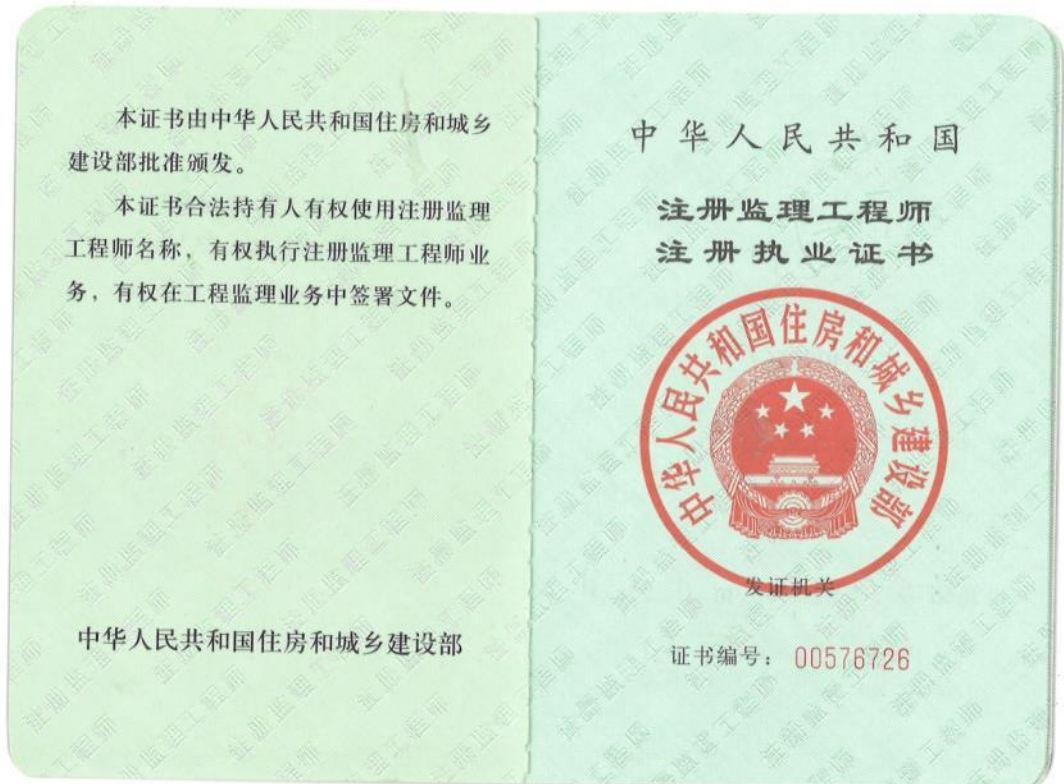 本证书由中华人民共和国住房和城乡
建设部批准颁发。
本证书合法持有人有权使用注册监理
工程师名称，有权执行注册监理工程师业
务，有权在工程监理业务中签署文件。
中华人民共和国住房和城乡建设部
中华人民共和国
注册监理工程师
注册执业证书
中华人民共和国住房和城乡建设部
发证机关
证书编号：00576726